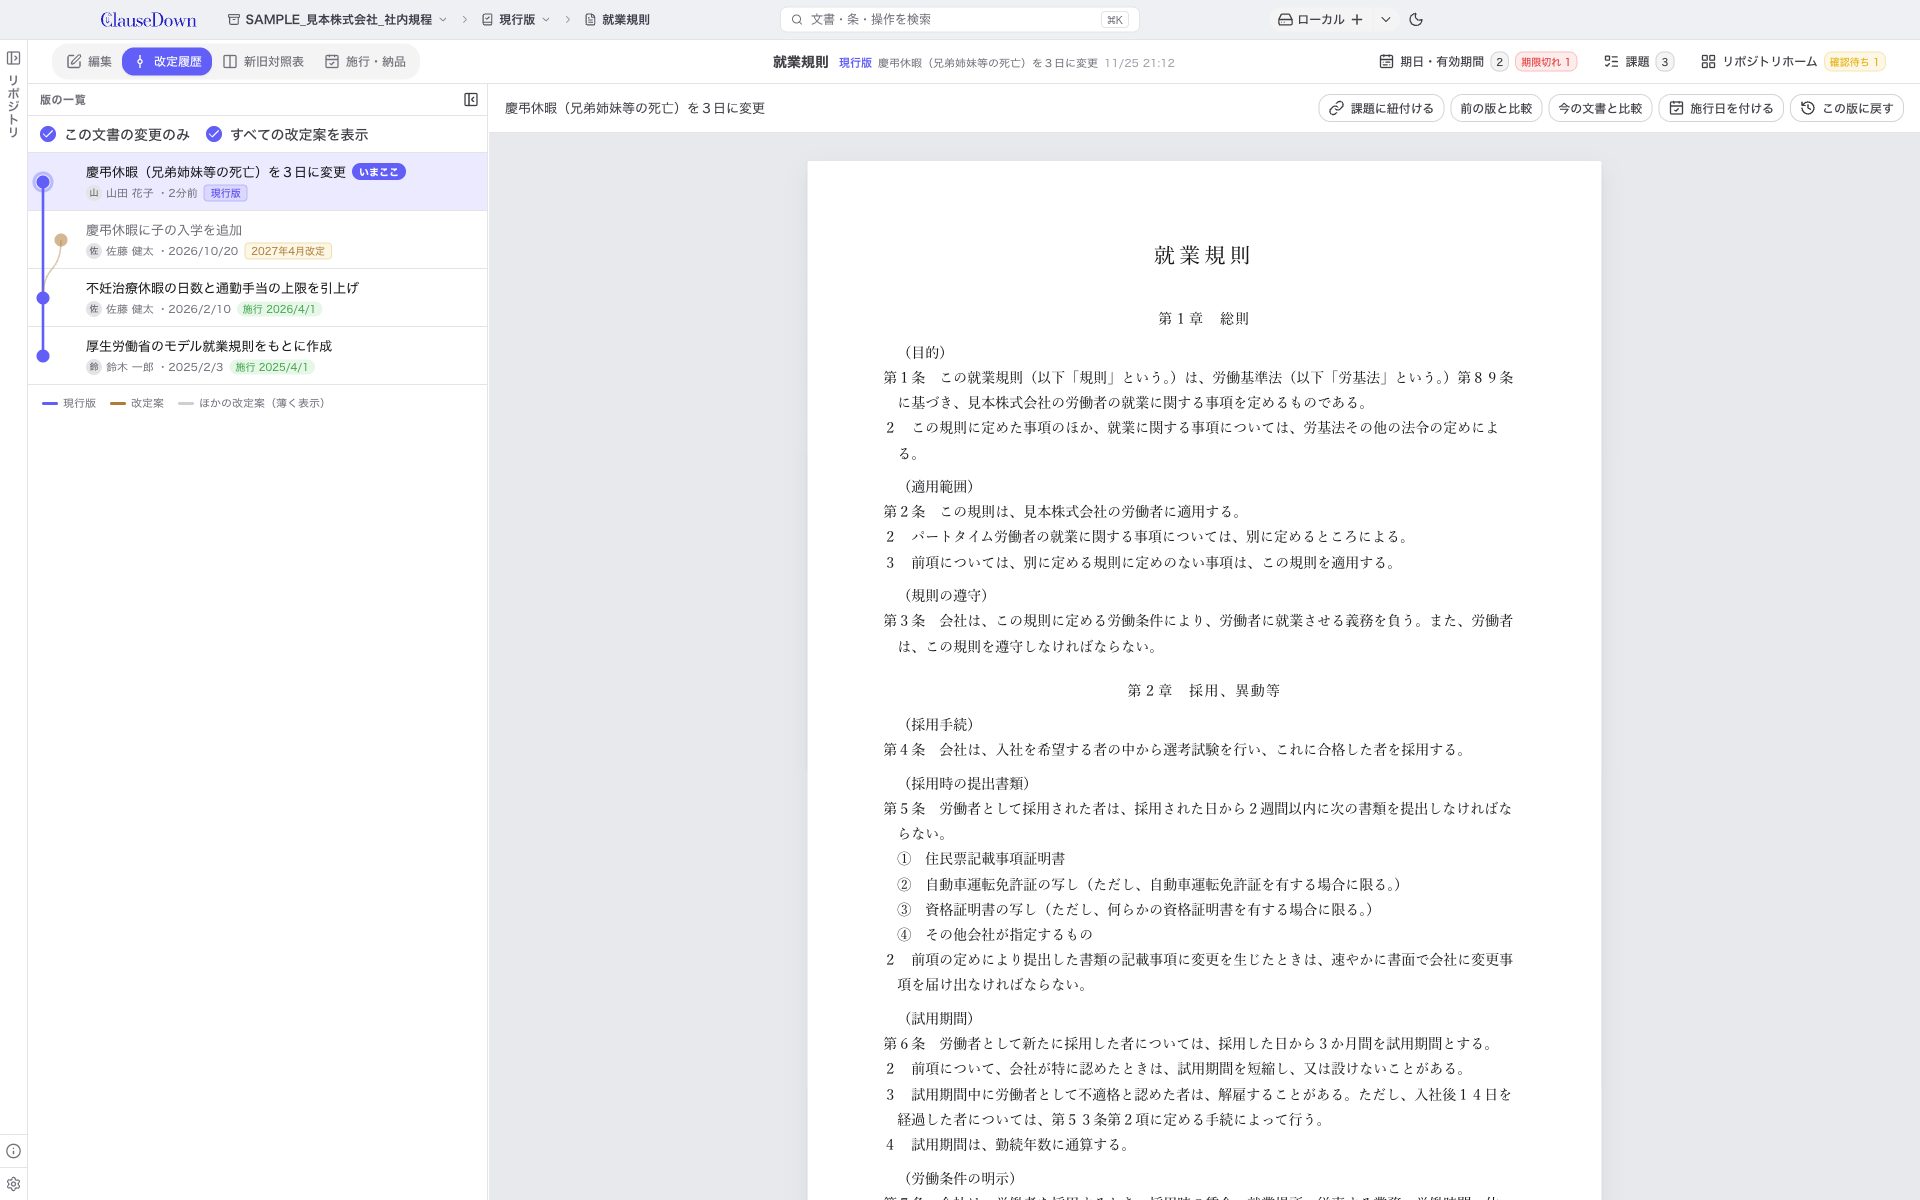 ClauseDown
SAMPLE_見本株式会社_社内規程
現行版
就業規則
文書・条・操作を検索
⌘K
ローカル
リポジトリ
編集
改定履歴
新旧対照表
施行・納品
就業規則 現行版 慶弔休暇（兄弟姉妹等の死亡）を３日に変更 11/25 21:12
期日・有効期間 2 期限切れ 1
課題 3
リポジトリホーム 確認待ち 1
版の一覧
この文書の変更のみ すべての改定案を表示
慶弔休暇（兄弟姉妹等の死亡）を３日に変更 いまここ
山 山田 花子 ・2分前 現行版
慶弔休暇に子の入学を追加
佐 佐藤 健太 ・2026/10/20 2027年4月改定
不妊治療休暇の日数と通勤手当の上限を引上げ
佐 佐藤 健太 ・2026/2/10 施行 2026/4/1
厚生労働省のモデル就業規則をもとに作成
鈴 鈴木 一郎 ・2025/2/3 施行 2025/4/1
現行版 改定案 ほかの改定案（薄く表示）
慶弔休暇（兄弟姉妹等の死亡）を３日に変更
課題に紐付ける
前の版と比較
今の文書と比較
施行日を付ける
この版に戻す
就業規則
第１章　総則
（目的）
第１条　この就業規則（以下「規則」という。）は、労働基準法（以下「労基法」という。）第８９条
に基づき、見本株式会社の労働者の就業に関する事項を定めるものである。
２　この規則に定めた事項のほか、就業に関する事項については、労基法その他の法令の定めによ
る。
（適用範囲）
第２条　この規則は、見本株式会社の労働者に適用する。
２　パートタイム労働者の就業に関する事項については、別に定めるところによる。
３　前項については、別に定める規則に定めのない事項は、この規則を適用する。
（規則の遵守）
第３条　会社は、この規則に定める労働条件により、労働者に就業させる義務を負う。また、労働者
は、この規則を遵守しなければならない。
第２章　採用、異動等
（採用手続）
第４条　会社は、入社を希望する者の中から選考試験を行い、これに合格した者を採用する。
（採用時の提出書類）
第５条　労働者として採用された者は、採用された日から２週間以内に次の書類を提出しなければな
らない。
①　住民票記載事項証明書
②　自動車運転免許証の写し（ただし、自動車運転免許証を有する場合に限る。）
③　資格証明書の写し（ただし、何らかの資格証明書を有する場合に限る。）
④　その他会社が指定するもの
２　前項の定めにより提出した書類の記載事項に変更を生じたときは、速やかに書面で会社に変更事
項を届け出なければならない。
（試用期間）
第６条　労働者として新たに採用した者については、採用した日から３か月間を試用期間とする。
２　前項について、会社が特に認めたときは、試用期間を短縮し、又は設けないことがある。
３　試用期間中に労働者として不適格と認めた者は、解雇することがある。ただし、入社後１４日を
経過した者については、第５３条第２項に定める手続によって行う。
４　試用期間は、勤続年数に通算する。
（労働条件の明示）